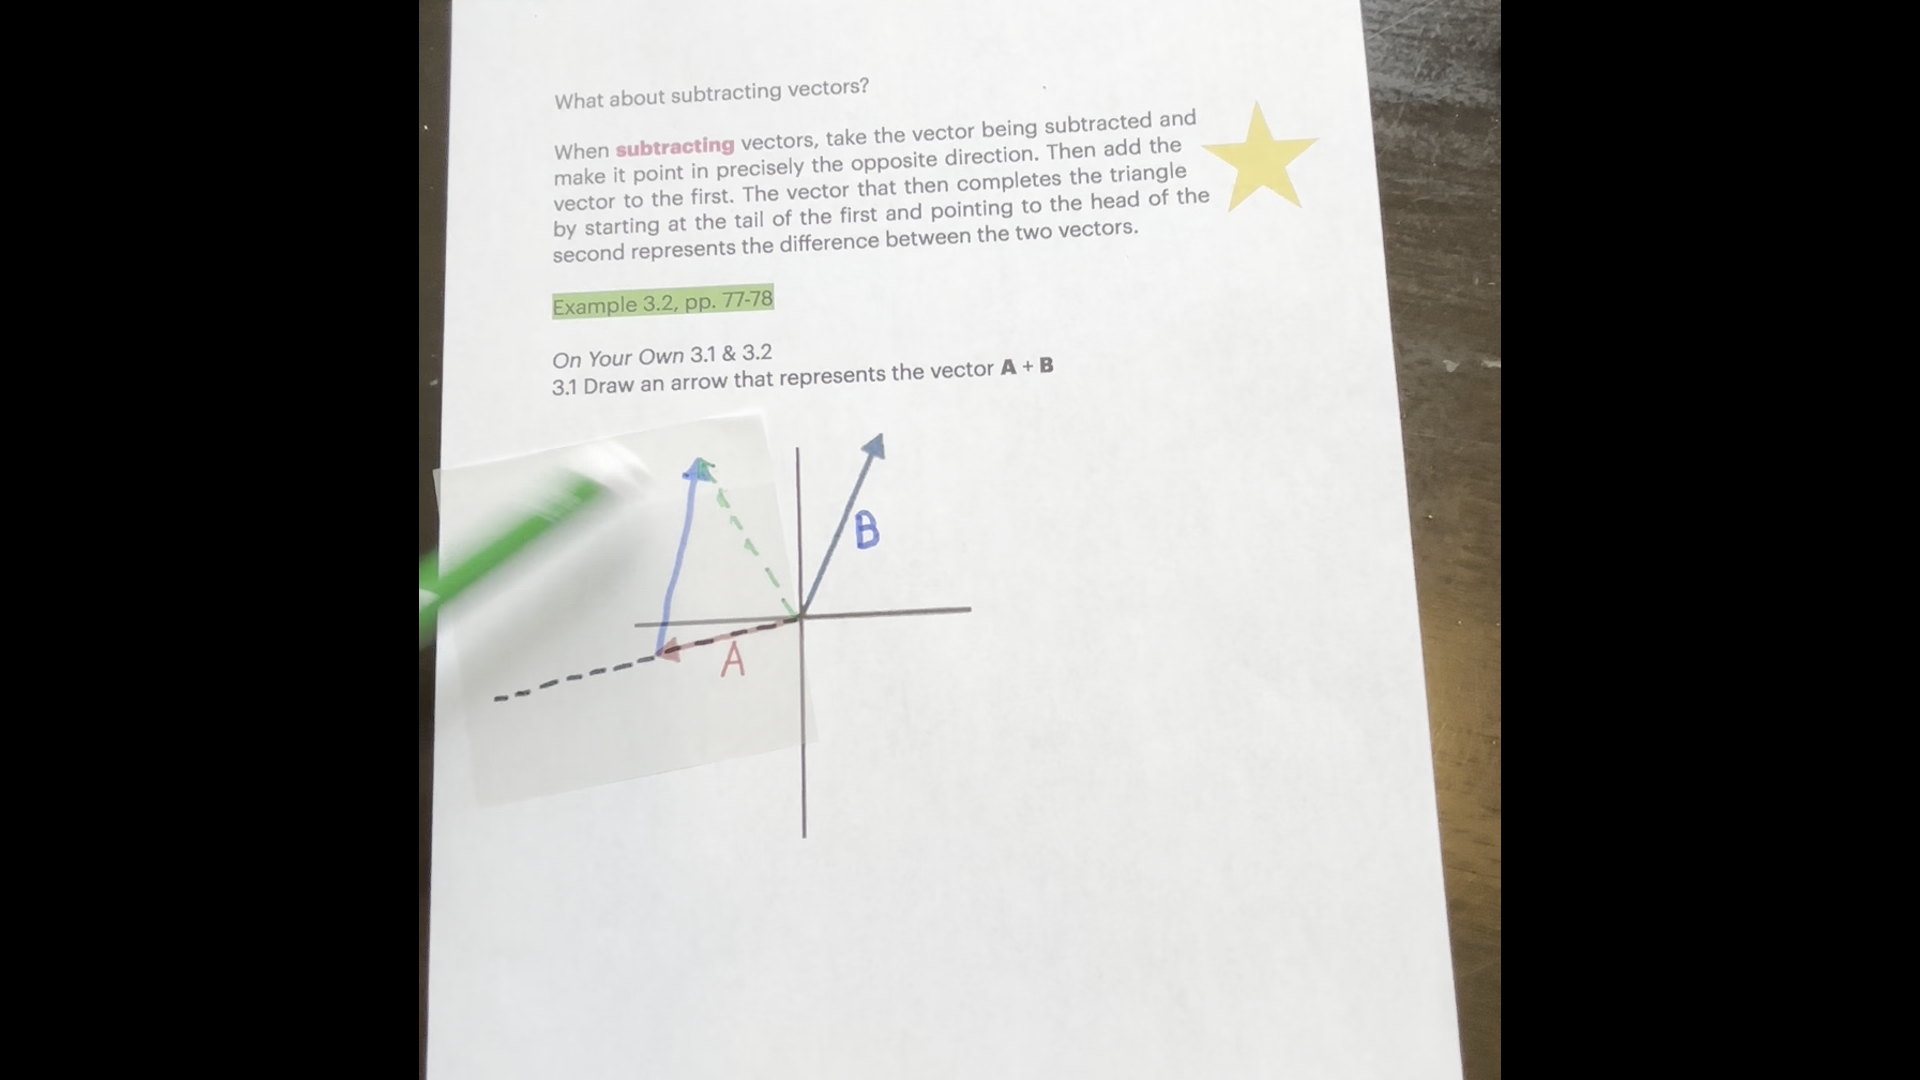 What about subtracting vectors?
When subtracting vectors, take the vector being subtracted and
make it point in precisely the opposite direction. Then add the
vector to the first. The vector that then completes the triangle
by starting at the tail of the first and pointing to the head of the
second represents the difference between the two vectors.
Example 3.2, pp. 77-78
On Your Own 3.1 & 3.2
3.1 Draw an arrow that represents the vector A + B
B
A